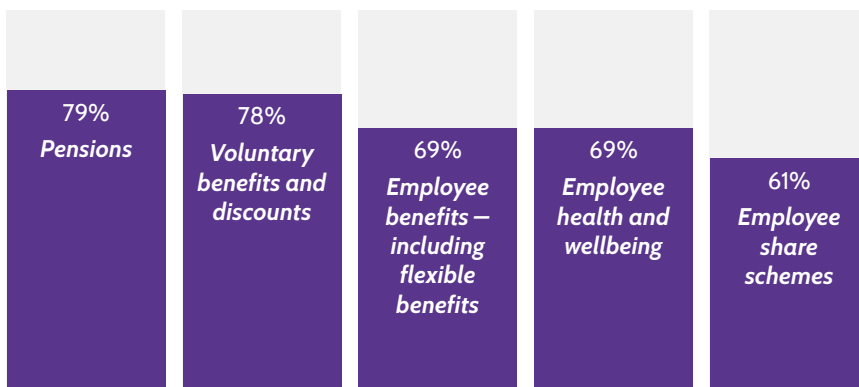 79%
Pensions
78%
Voluntary
benefits and
discounts
69%
Employee
benefits –
including
flexible
benefits
69%
Employee
health and
wellbeing
61%
Employee
share
schemes